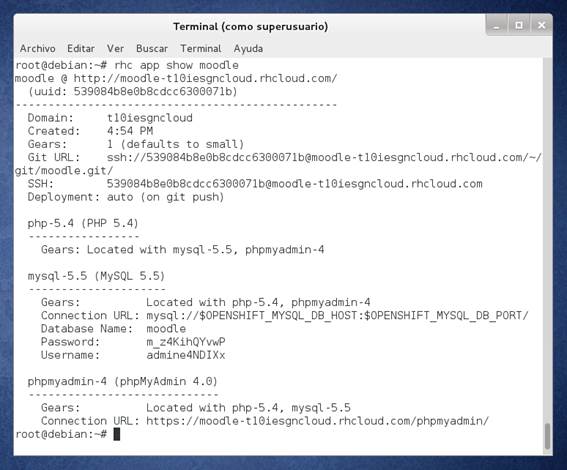 Terminal (como superusuario)
Archivo Editar Ver Buscar Terminal Ayuda
root@debian:~# rhc app show moodle
moodle @ http://moodle-t10iesgncloud.rhcloud.com/
(uuid: 539084b8e0b8cdcc6300071b)
-------------------------------------------------
Domain: t10iesgncloud
Created: 4:54 PM
Gears: 1 (defaults to small)
Git URL: ssh://539084b8e0b8cdcc6300071b@moodle-t10iesgncloud.rhcloud.com/~/
git/moodle.git/
SSH: 539084b8e0b8cdcc6300071b@moodle-t10iesgncloud.rhcloud.com
Deployment: auto (on git push)
php-5.4 (PHP 5.4)
-----------------
Gears: Located with mysql-5.5, phpmyadmin-4
mysql-5.5 (MySQL 5.5)
---------------------
Gears: Located with php-5.4, phpmyadmin-4
Connection URL: mysql://$OPENSHIFT_MYSQL_DB_HOST:$OPENSHIFT_MYSQL_DB_PORT/
Database Name: moodle
Password: m_z4KihQYvwP
Username: admine4NDIXx
phpmyadmin-4 (phpMyAdmin 4.0)
-----------------------------
Gears: Located with php-5.4, mysql-5.5
Connection URL: https://moodle-t10iesgncloud.rhcloud.com/phpmyadmin/
root@debian:~#